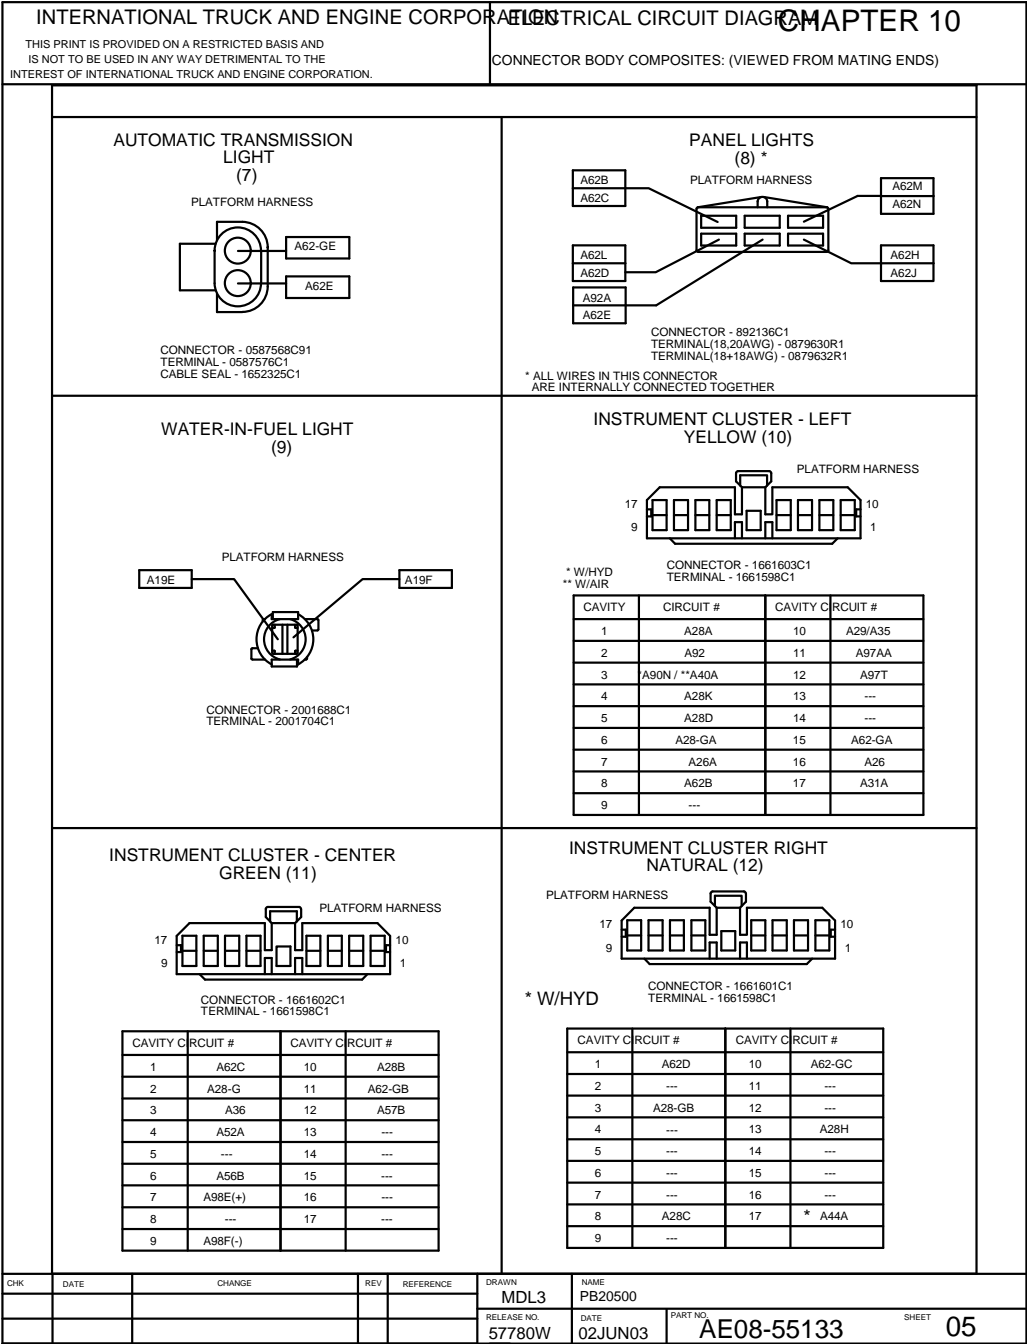 INTERNATIONAL TRUCK AND ENGINE CORPORATION
ELECTRICAL CIRCUIT DIAGRAM
CHAPTER 10
THIS PRINT IS PROVIDED ON A RESTRICTED BASIS AND
IS NOT TO BE USED IN ANY WAY DETRIMENTAL TO THE
INTEREST OF INTERNATIONAL TRUCK AND ENGINE CORPORATION.
CONNECTOR BODY COMPOSITES: (VIEWED FROM MATING ENDS)
AUTOMATIC TRANSMISSION
LIGHT
(7)
PLATFORM HARNESS
A62-GE
A62E
CONNECTOR - 0587568C91
TERMINAL - 0587576C1
CABLE SEAL - 1652325C1
PANEL LIGHTS
(8) *
PLATFORM HARNESS
A62B
A62C
A62M
A62N
A62L
A62D
A62H
A62J
A92A
A62E
CONNECTOR - 892136C1
TERMINAL(18,20AWG) - 0879630R1
TERMINAL(18+18AWG) - 0879632R1
* ALL WIRES IN THIS CONNECTOR
ARE INTERNALLY CONNECTED TOGETHER
WATER-IN-FUEL LIGHT
(9)
PLATFORM HARNESS
A19E
A19F
CONNECTOR - 2001688C1
TERMINAL - 2001704C1
INSTRUMENT CLUSTER - LEFT
YELLOW (10)
PLATFORM HARNESS
17 10
9 1
CONNECTOR - 1661603C1
TERMINAL - 1661598C1
* W/HYD
** W/AIR
CAVITY CIRCUIT # CAVITY CIRCUIT #
1 A28A 10 A29/A35
2 A92 11 A97AA
3 *A90N / **A40A 12 A97T
4 A28K 13 ---
5 A28D 14 ---
6 A28-GA 15 A62-GA
7 A26A 16 A26
8 A62B 17 A31A
9 ---
INSTRUMENT CLUSTER - CENTER
GREEN (11)
PLATFORM HARNESS
17 10
9 1
CONNECTOR - 1661602C1
TERMINAL - 1661598C1
CAVITY CIRCUIT # CAVITY CIRCUIT #
1 A62C 10 A28B
2 A28-G 11 A62-GB
3 A36 12 A57B
4 A52A 13 ---
5 --- 14 ---
6 A56B 15 ---
7 A98E(+) 16 ---
8 --- 17 ---
9 A98F(-)
INSTRUMENT CLUSTER RIGHT
NATURAL (12)
PLATFORM HARNESS
17 10
9 1
CONNECTOR - 1661601C1
TERMINAL - 1661598C1
* W/HYD
CAVITY CIRCUIT # CAVITY CIRCUIT #
1 A62D 10 A62-GC
2 --- 11 ---
3 A28-GB 12 ---
4 --- 13 A28H
5 --- 14 ---
6 --- 15 ---
7 --- 16 ---
8 A28C 17 * A44A
9 ---
CHK DATE CHANGE REV REFERENCE
DRAWN
MDL3
NAME
PB20500
RELEASE NO.
57780W
DATE
02JUN03
PART NO.
AE08-55133
SHEET 05